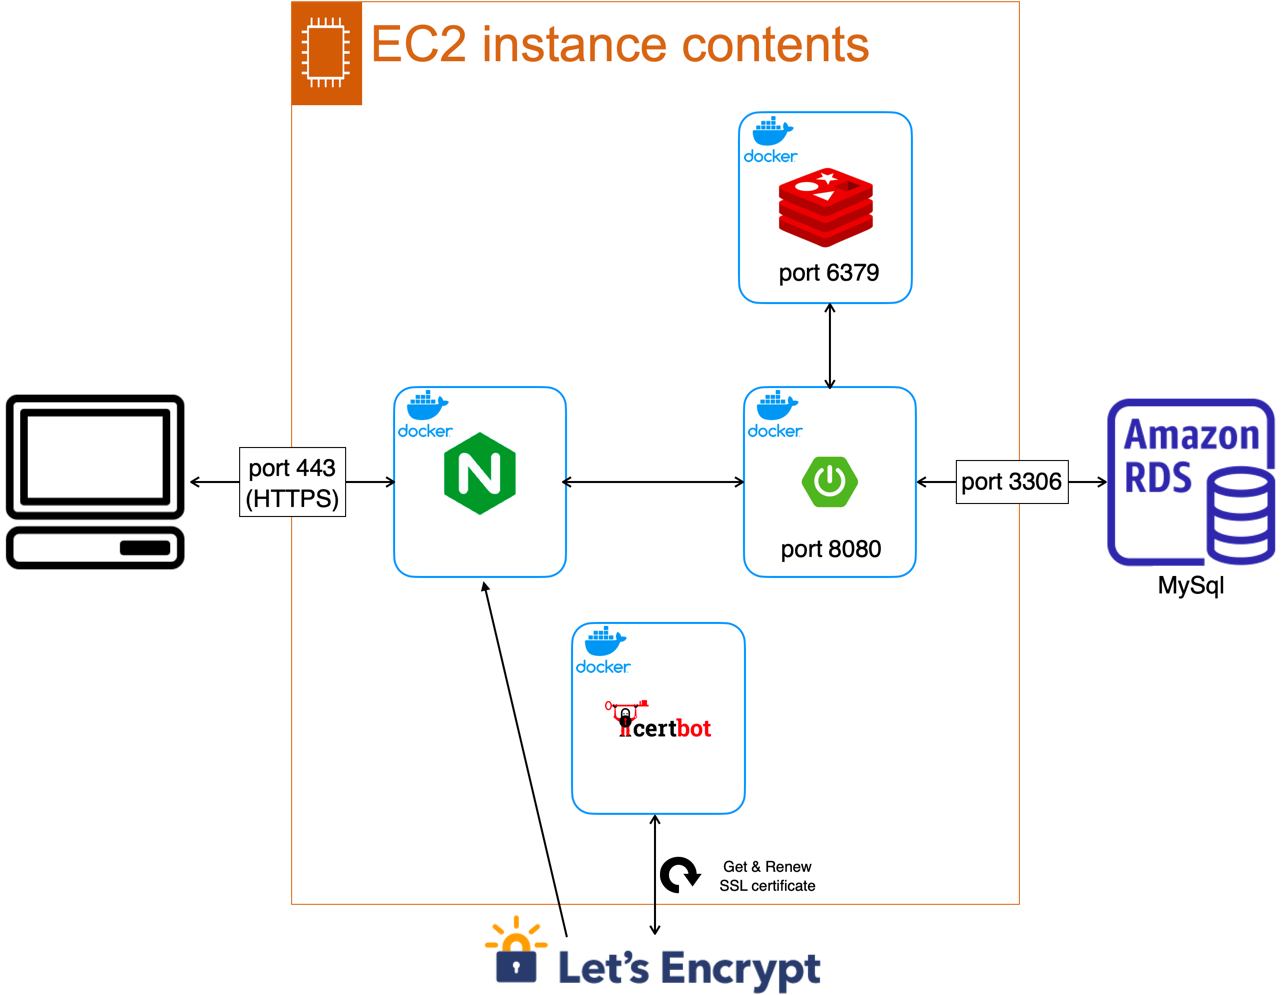 EC2 instance contents
docker
port 6379
docker
N
docker
port 443
(HTTPS)
port 3306
port 8080
Amazon
RDS
MySql
docker
certbot
Get & Renew
SSL certificate
Let's Encrypt